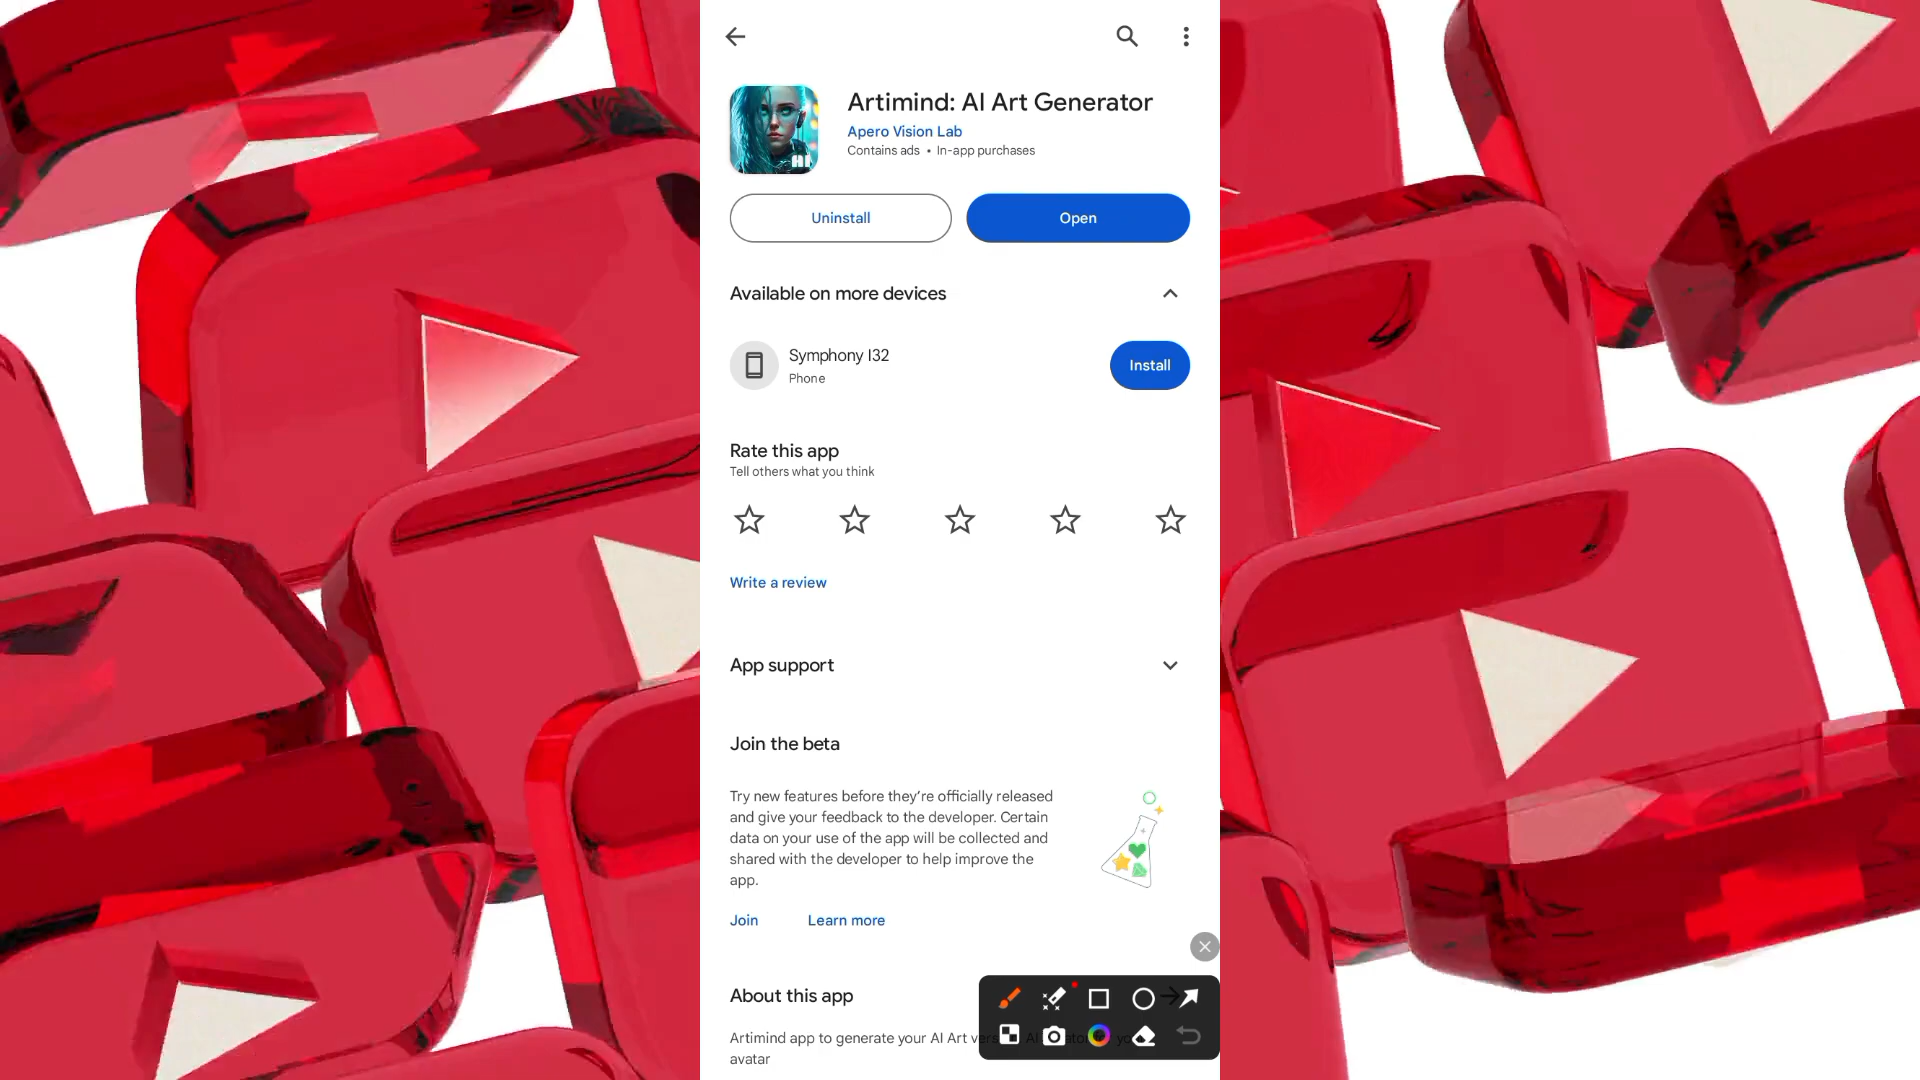 Artimind: AI Art Generator
Apero Vision Lab
Contains ads • In-app purchases
AI
Uninstall
Open
Available on more devices
Symphony I32
Phone
Install
Rate this app
Tell others what you think
Write a review
App support
Join the beta
Try new features before they’re officially released
and give your feedback to the developer. Certain
data on your use of the app will be collected and
shared with the developer to help improve the
app.
Join
Learn more
About this app
Artimind app to generate your AI Art
avatar